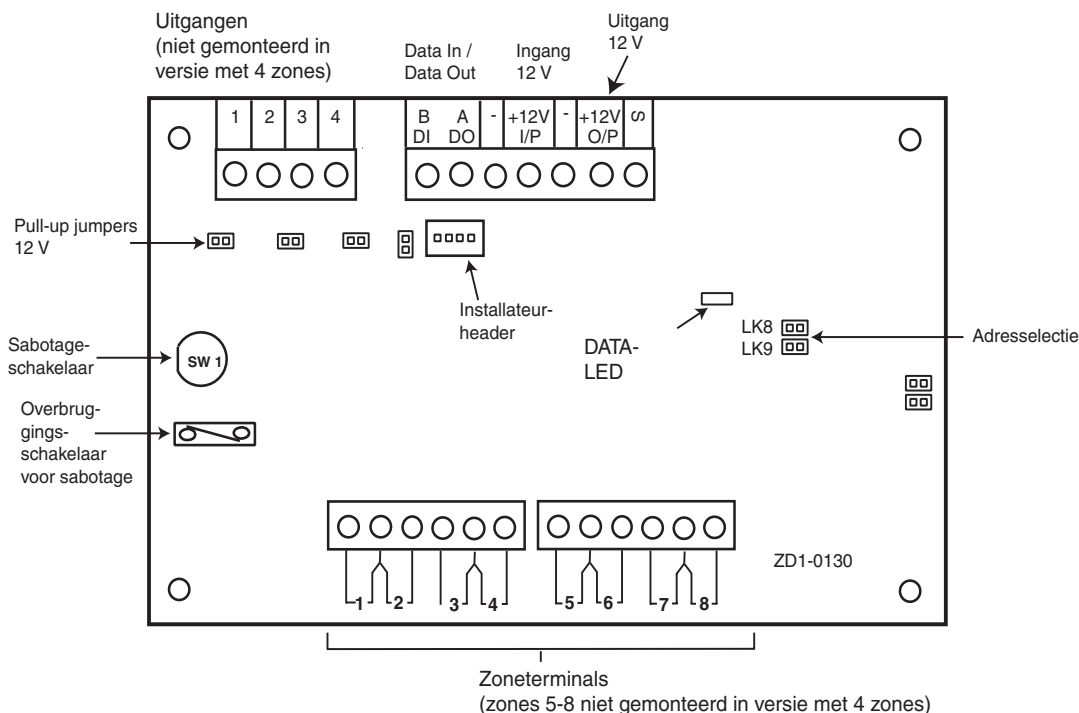 Uitgangen
(niet gemonteerd in
versie met 4 zones)
Data In /
Data Out
Ingang
12 V
Uitgang
12 V
1 2 3 4
B A - +12V - +12V S
DI DO I/P O/P
Pull-up jumpers
12 V
Installateur-
header
DATA-
LED
LK8
LK9
Adresselectie
Sabotage-
schakelaar
SW 1
Overbrug-
gings-
schakelaar
voor sabotage
ZD1-0130
1 2 3 4 5 6 7 8
Zoneterminals
(zones 5-8 niet gemonteerd in versie met 4 zones)